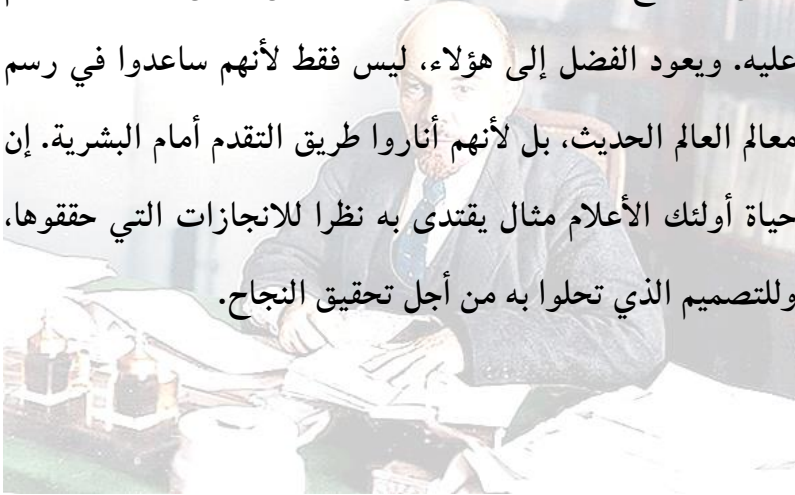 عليه. ويعود الفضل إلى هؤلاء، ليس فقط لأنهم ساعدوا في رسم
معالم العالم الحديث، بل لأنهم أناروا طريق التقدم أمام البشرية. إن
حياة أولئك الأعلام مثال يقتدى به نظرا للانجازات التي حققوها،
وللتصميم الذي تحلوا به من أجل تحقيق النجاح.